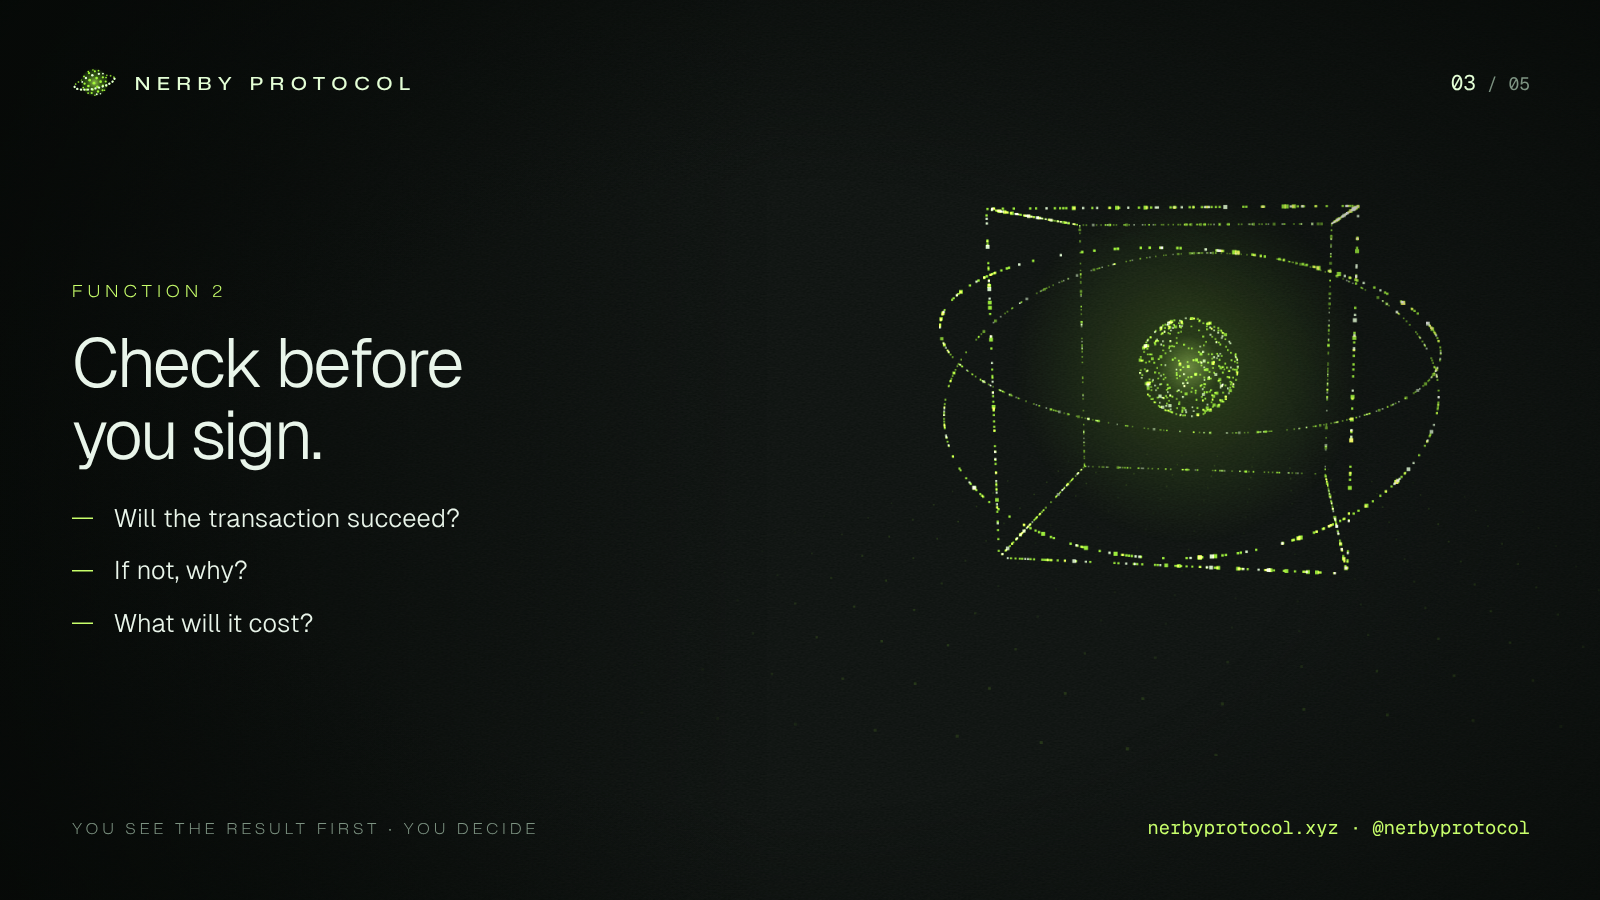 NERBY PROTOCOL
03 / 05
FUNCTION 2
Check before
you sign.
— Will the transaction succeed?
— If not, why?
— What will it cost?
YOU SEE THE RESULT FIRST · YOU DECIDE
nerbyprotocol.xyz · @nerbyprotocol